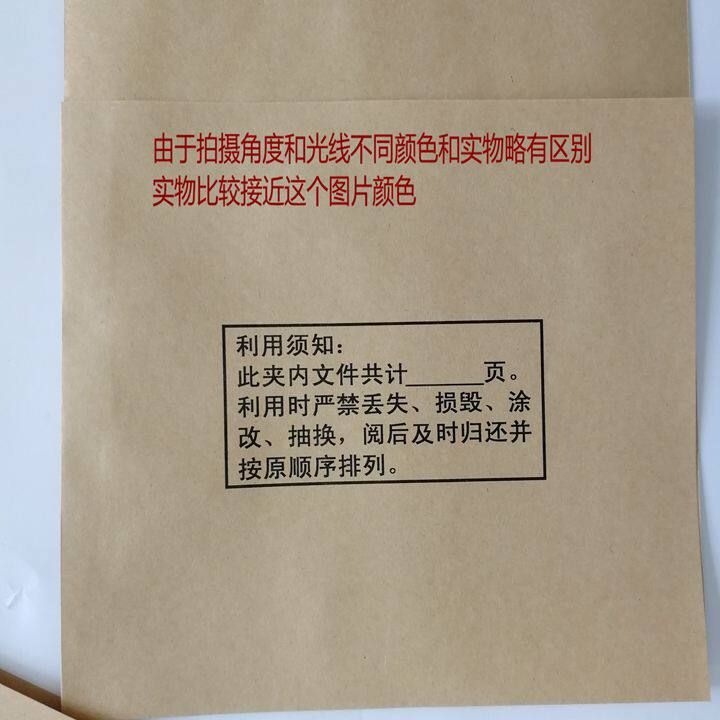 由于拍摄角度和光线不同颜色和实物略有区别
实物比较接近这个图片颜色
利用须知：
此夹内文件共计______页。
利用时严禁丢失、损毁、涂
改、抽换，阅后及时归还并
按原顺序排列。